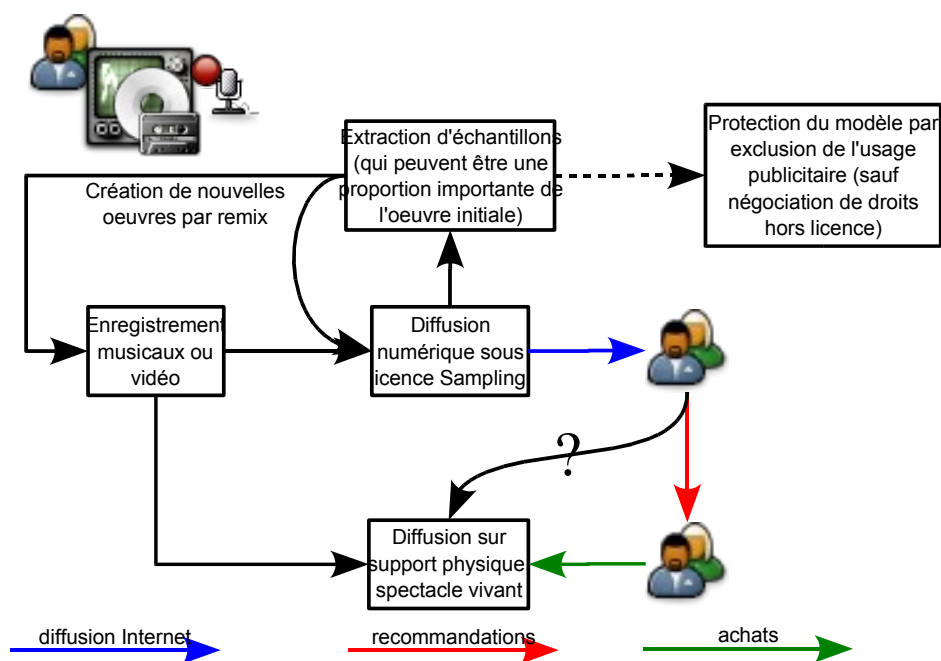 Extraction d'échantillons
(qui peuvent être une
proportion importante de
l'oeuvre initiale)
Protection du modèle par
exclusion de l'usage
publicitaire (sauf
négociation de droits
hors licence)
Création de nouvelles
oeuvres par remix
Enregistrement
musicaux ou
vidéo
Diffusion
numérique sous
icence Sampling
?
Diffusion sur
support physique
spectacle vivant
diffusion Internet
recommandations
achats